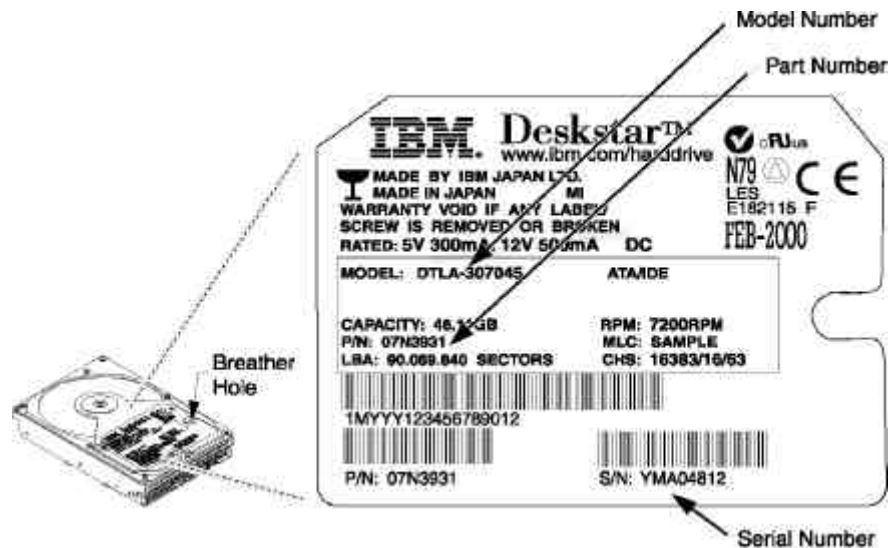 Model Number
Part Number
IBM. Deskstar™
www.ibm.com/harddrive
RU US
N79
LES
E182115 F
FEB-2000
MADE BY IBM JAPAN LTD.
MADE IN JAPAN MI
WARRANTY VOID IF ANY LABEL
SCREW IS REMOVED OR BROKEN
RATED: 5V 300mA, 12V 500mA DC
MODEL: DTLA-307045 ATA/IDE
CAPACITY: 46.11GB RPM: 7200RPM
P/N: 07N3931 MLC: SAMPLE
LBA: 90.069.840 SECTORS CHS: 16383/16/63
1MYYY123456789012
P/N: 07N3931 S/N: YMA04812
Breather
Hole
Serial Number